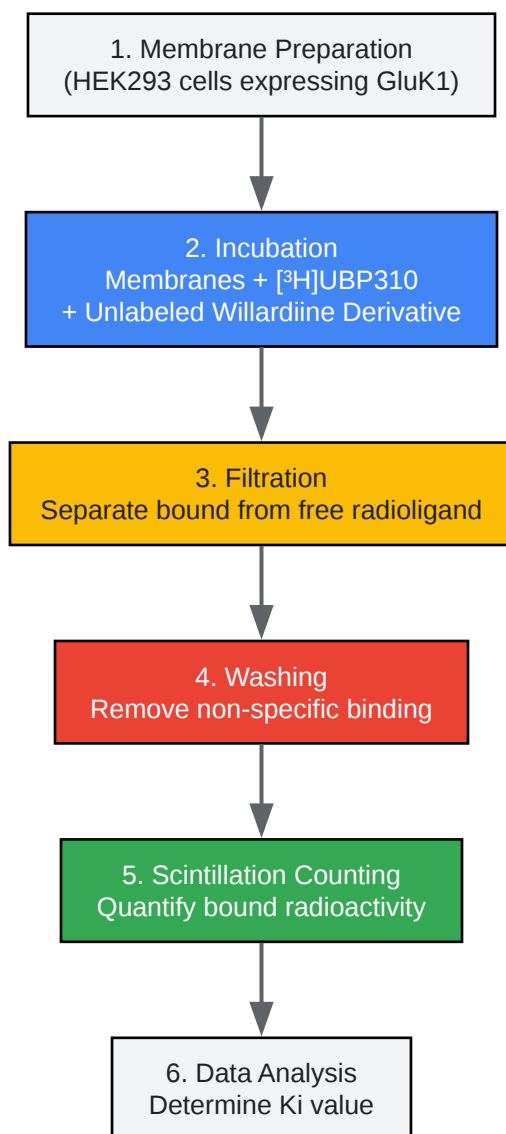 1. Membrane Preparation
(HEK293 cells expressing GluK1)
2. Incubation
Membranes + [³H]UBP310
+ Unlabeled Willardiine Derivative
3. Filtration
Separate bound from free radioligand
4. Washing
Remove non-specific binding
5. Scintillation Counting
Quantify bound radioactivity
6. Data Analysis
Determine Ki value